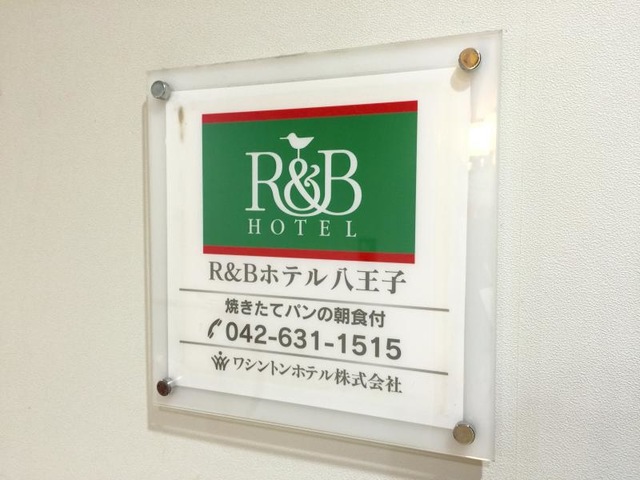 R&B
HOTEL
R&Bホテル八王子
焼きたてパンの朝食付
042-631-1515
ワシントンホテル株式会社